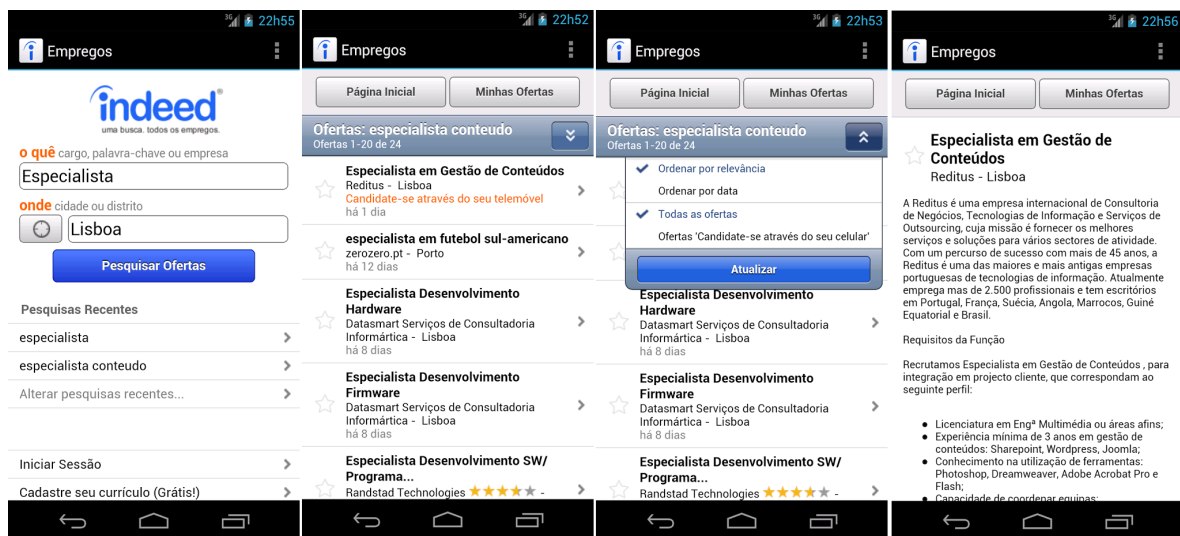 3G 22h55
Empregos
indeed®
uma busca. todos os empregos.
o quê cargo, palavra-chave ou empresa
Especialista
onde cidade ou distrito
Lisboa
Pesquisar Ofertas
Pesquisas Recentes
especialista
especialista conteudo
Alterar pesquisas recentes...
Iniciar Sessão
Cadastre seu currículo (Grátis!)
3G 22h52
Empregos
Página Inicial Minhas Ofertas
Ofertas: especialista conteudo
Ofertas 1-20 de 24
Especialista em Gestão de Conteúdos
Reditus - Lisboa
Candidate-se através do seu telemóvel
há 1 dia
especialista em futebol sul-americano
zerozero.pt - Porto
há 12 dias
Especialista Desenvolvimento
Hardware
Datasmart Serviços de Consultadoria
Informártica - Lisboa
há 8 dias
Especialista Desenvolvimento
Firmware
Datasmart Serviços de Consultadoria
Informártica - Lisboa
há 8 dias
Especialista Desenvolvimento SW/
Programa...
Randstad Technologies ★★★★★ -
3G 22h53
Empregos
Página Inicial Minhas Ofertas
Ofertas: especialista conteudo
Ofertas 1-20 de 24
Ordenar por relevância
Ordenar por data
Todas as ofertas
Ofertas 'Candidate-se através do seu celular'
Atualizar
Especialista Desenvolvimento
Hardware
Datasmart Serviços de Consultadoria
Informártica - Lisboa
há 8 dias
Especialista Desenvolvimento
Firmware
Datasmart Serviços de Consultadoria
Informártica - Lisboa
há 8 dias
Especialista Desenvolvimento SW/
Programa...
Randstad Technologies ★★★★★ -
3G 22h56
Empregos
Página Inicial Minhas Ofertas
Especialista em Gestão de
Conteúdos
Reditus - Lisboa
A Reditus é uma empresa internacional de Consultoria
de Negócios, Tecnologias de Informação e Serviços de
Outsourcing, cuja missão é fornecer os melhores
serviços e soluções para vários sectores de atividade.
Com um percurso de sucesso com mais de 45 anos, a
Reditus é uma das maiores e mais antigas empresas
portuguesas de tecnologias de informação. Atualmente
emprega mas de 2.500 profissionais e tem escritórios
em Portugal, França, Suécia, Angola, Marrocos, Guiné
Equatorial e Brasil.
Requisitos da Função
Recrutamos Especialista em Gestão de Conteúdos , para
integração em projecto cliente, que correspondam ao
seguinte perfil:
● Licenciatura em Engª Multimédia ou áreas afins;
● Experiência mínima de 3 anos em gestão de
conteúdos: Sharepoint, Wordpress, Joomla;
● Conhecimento na utilização de ferramentas:
Photoshop, Dreamweaver, Adobe Acrobat Pro e
Flash;
● Capacidade de coordenar equipas;